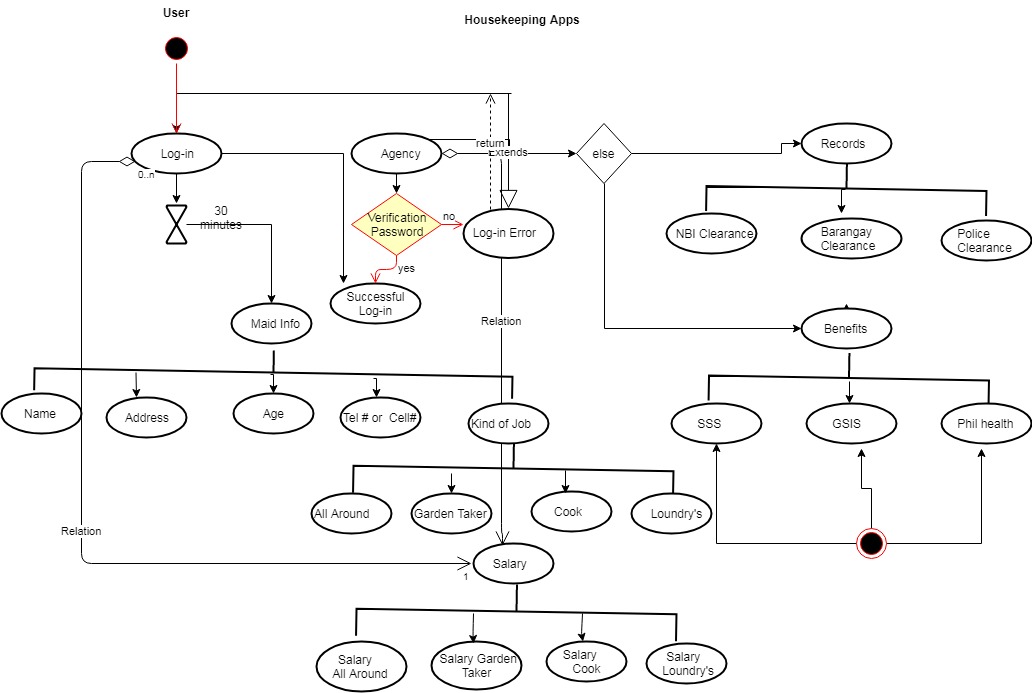 User
Housekeeping Apps
Log-in
0..n
Agency
return
Extends
else
Records
30
minutes
Verification
Password
no
yes
Log-in Error
NBI Clearance
Barangay
Clearance
Police
Clearance
Successful
Log-in
Maid Info
Relation
Benefits
Name
Address
Age
Tel # or Cell#
Kind of Job
SSS
GSIS
Phil health
All Around
Garden Taker
Cook
Loundry's
Relation
Salary
1
Salary
All Around
Salary Garden
Taker
Salary
Cook
Salary
Loundry's